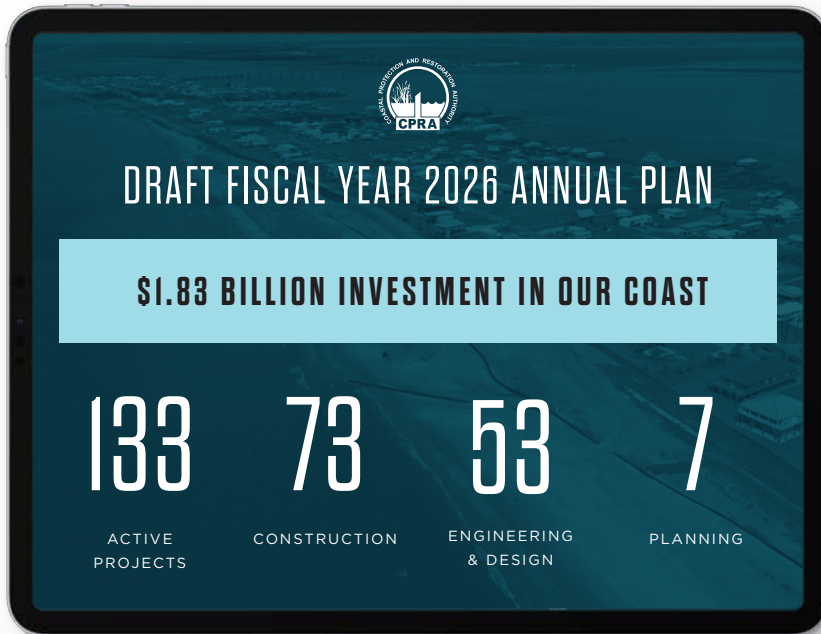 COASTAL PROTECTION AND RESTORATION AUTHORITY
CPRA
DRAFT FISCAL YEAR 2026 ANNUAL PLAN
$1.83 BILLION INVESTMENT IN OUR COAST
133
73
53
7
ACTIVE
PROJECTS
CONSTRUCTION
ENGINEERING
& DESIGN
PLANNING